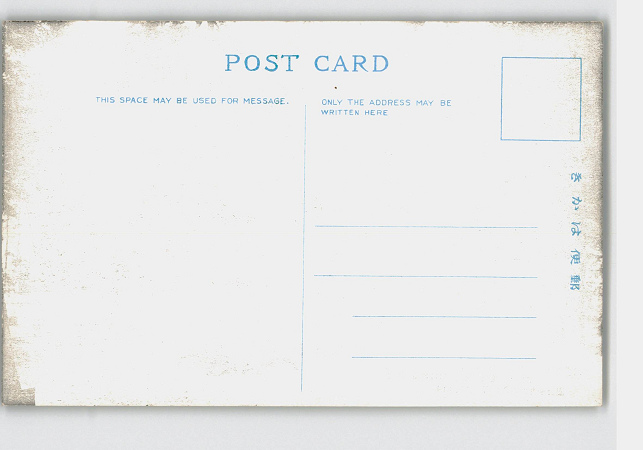 POST CARD
THIS SPACE MAY BE USED FOR MESSAGE.
ONLY THE ADDRESS MAY BE
WRITTEN HERE
きかは便郵